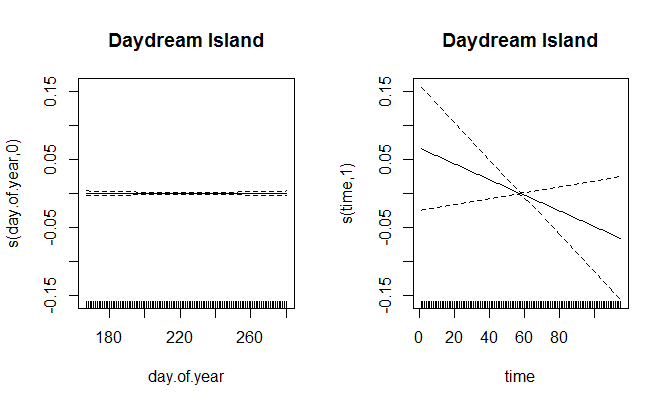 Daydream Island
s(day.of.year,0)
0.15
0.05
-0.05
-0.15
180
220
260
day.of.year
Daydream Island
s(time,1)
0.15
0.05
-0.05
-0.15
0
20
40
60
80
time